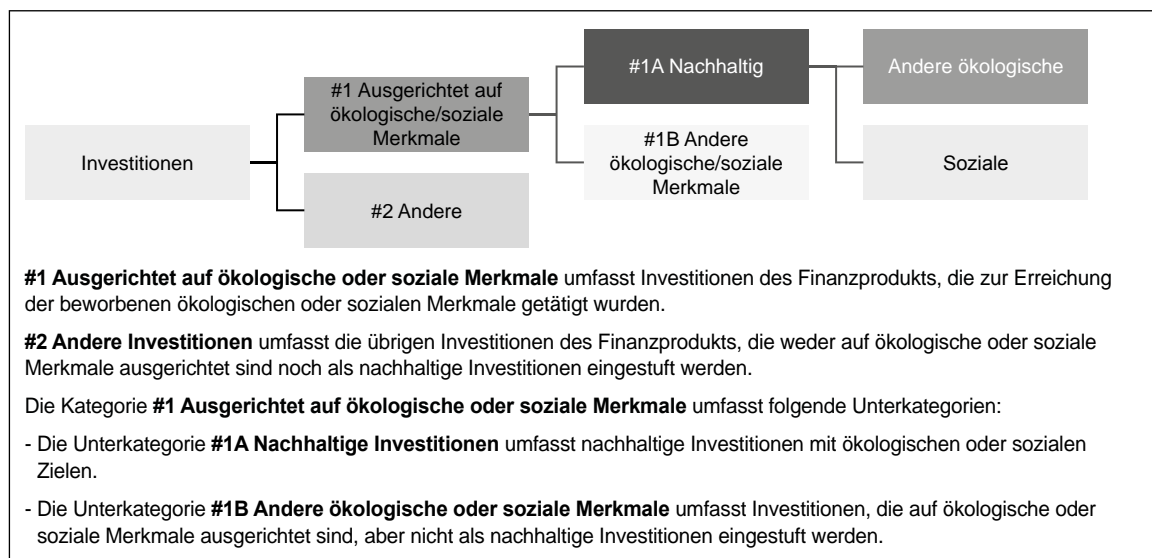 Investitionen
#1 Ausgerichtet auf
ökologische/soziale
Merkmale
#2 Andere
#1A Nachhaltig
#1B Andere
ökologische/soziale
Merkmale
Andere ökologische
Soziale
#1 Ausgerichtet auf ökologische oder soziale Merkmale umfasst Investitionen des Finanzprodukts, die zur Erreichung
der beworbenen ökologischen oder sozialen Merkmale getätigt wurden.
#2 Andere Investitionen umfasst die übrigen Investitionen des Finanzprodukts, die weder auf ökologische oder soziale
Merkmale ausgerichtet sind noch als nachhaltige Investitionen eingestuft werden.
Die Kategorie #1 Ausgerichtet auf ökologische oder soziale Merkmale umfasst folgende Unterkategorien:
- Die Unterkategorie #1A Nachhaltige Investitionen umfasst nachhaltige Investitionen mit ökologischen oder sozialen
Zielen.
- Die Unterkategorie #1B Andere ökologische oder soziale Merkmale umfasst Investitionen, die auf ökologische oder
soziale Merkmale ausgerichtet sind, aber nicht als nachhaltige Investitionen eingestuft werden.